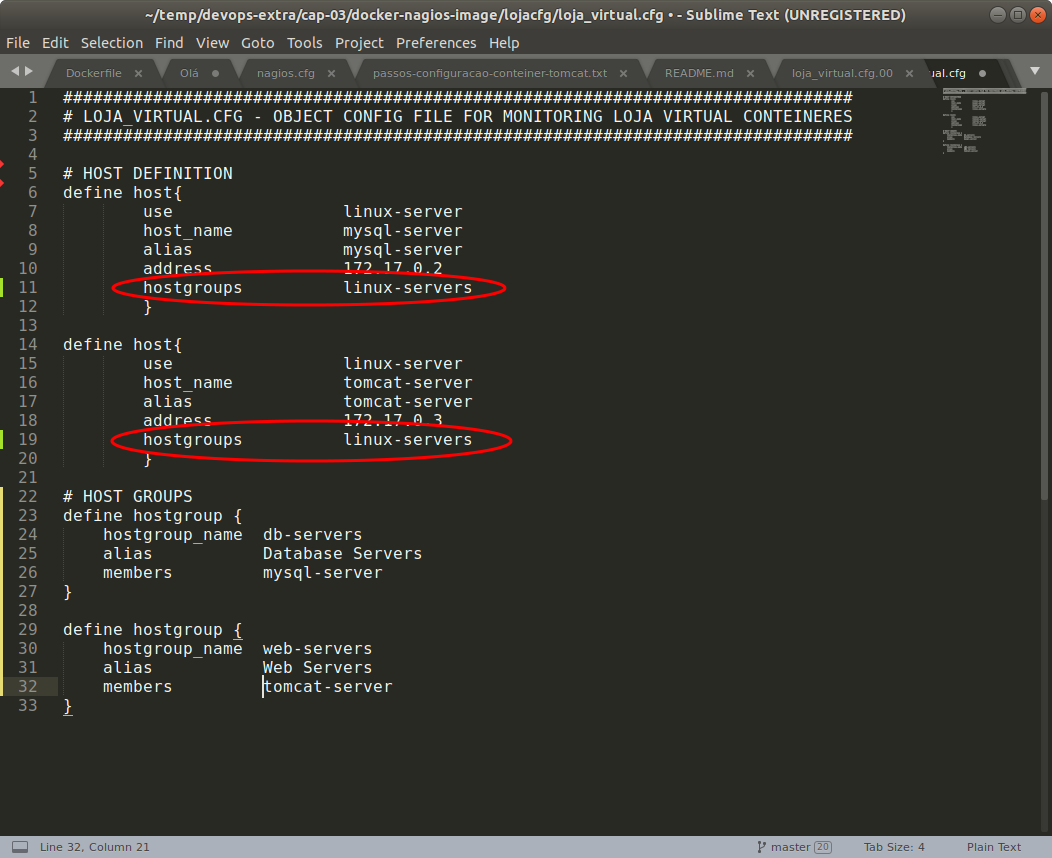 ~/temp/devops-extra/cap-03/docker-nagios-image/lojacfg/loja_virtual.cfg • - Sublime Text (UNREGISTERED)
File Edit Selection Find View Goto Tools Project Preferences Help
Dockerfile × Olá nagios.cfg × passos-configuracao-conteiner-tomcat.txt × README.md × loja_virtual.cfg.00 × ual.cfg
1 ###############################################################################
2 # LOJA_VIRTUAL.CFG - OBJECT CONFIG FILE FOR MONITORING LOJA VIRTUAL CONTEINERES
3 ###############################################################################
4
5 # HOST DEFINITION
6 define host{
7 use linux-server
8 host_name mysql-server
9 alias mysql-server
10 address 172.17.0.2
11 hostgroups linux-servers
12 }
13
14 define host{
15 use linux-server
16 host_name tomcat-server
17 alias tomcat-server
18 address 172.17.0.3
19 hostgroups linux-servers
20 }
21
22 # HOST GROUPS
23 define hostgroup {
24 hostgroup_name db-servers
25 alias Database Servers
26 members mysql-server
27 }
28
29 define hostgroup {
30 hostgroup_name web-servers
31 alias Web Servers
32 members tomcat-server
33 }
Line 32, Column 21 master 20 Tab Size: 4 Plain Text